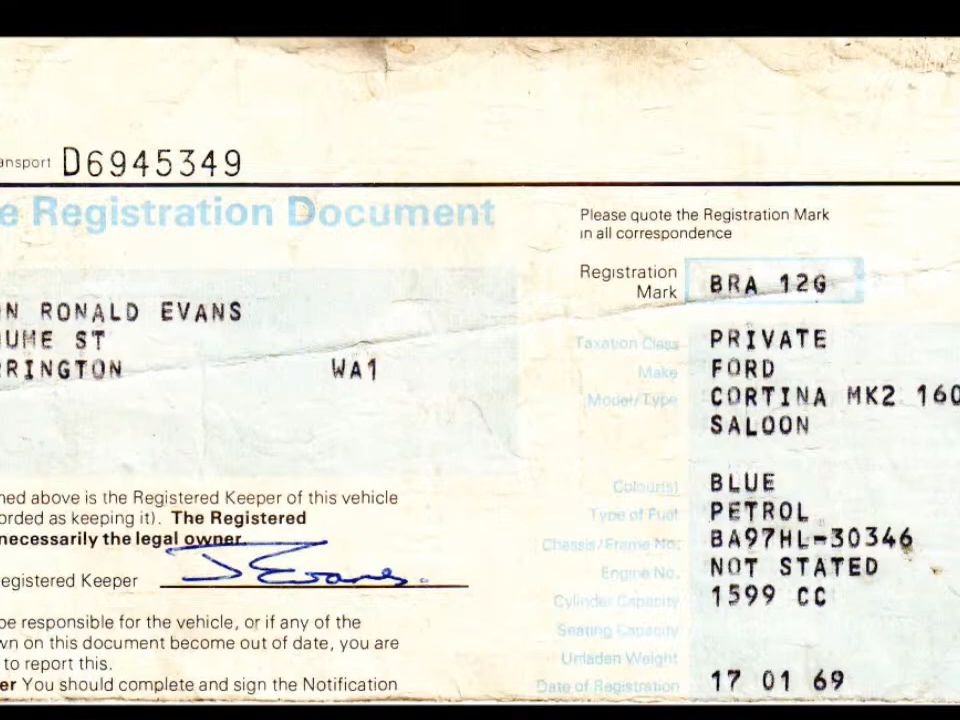 ansport D6945349
e Registration Document
Please quote the Registration Mark
in all correspondence
Registration Mark BRA 12G
N RONALD EVANS
UME ST
RRINGTON WA1
Taxation Class PRIVATE
Make FORD
Model/Type CORTINA MK2 160
SALOON
Colour(s) BLUE
Type of Fuel PETROL
Chassis/Frame No. BA97HL-30346
Engine No. NOT STATED
Cylinder Capacity 1599 CC
Seating Capacity
Unladen Weight
Date of Registration 17 01 69
ned above is the Registered Keeper of this vehicle
orded as keeping it). The Registered
necessarily the legal owner.
egistered Keeper J Evans.
be responsible for the vehicle, or if any of the
wn on this document become out of date, you are
to report this.
er You should complete and sign the Notification